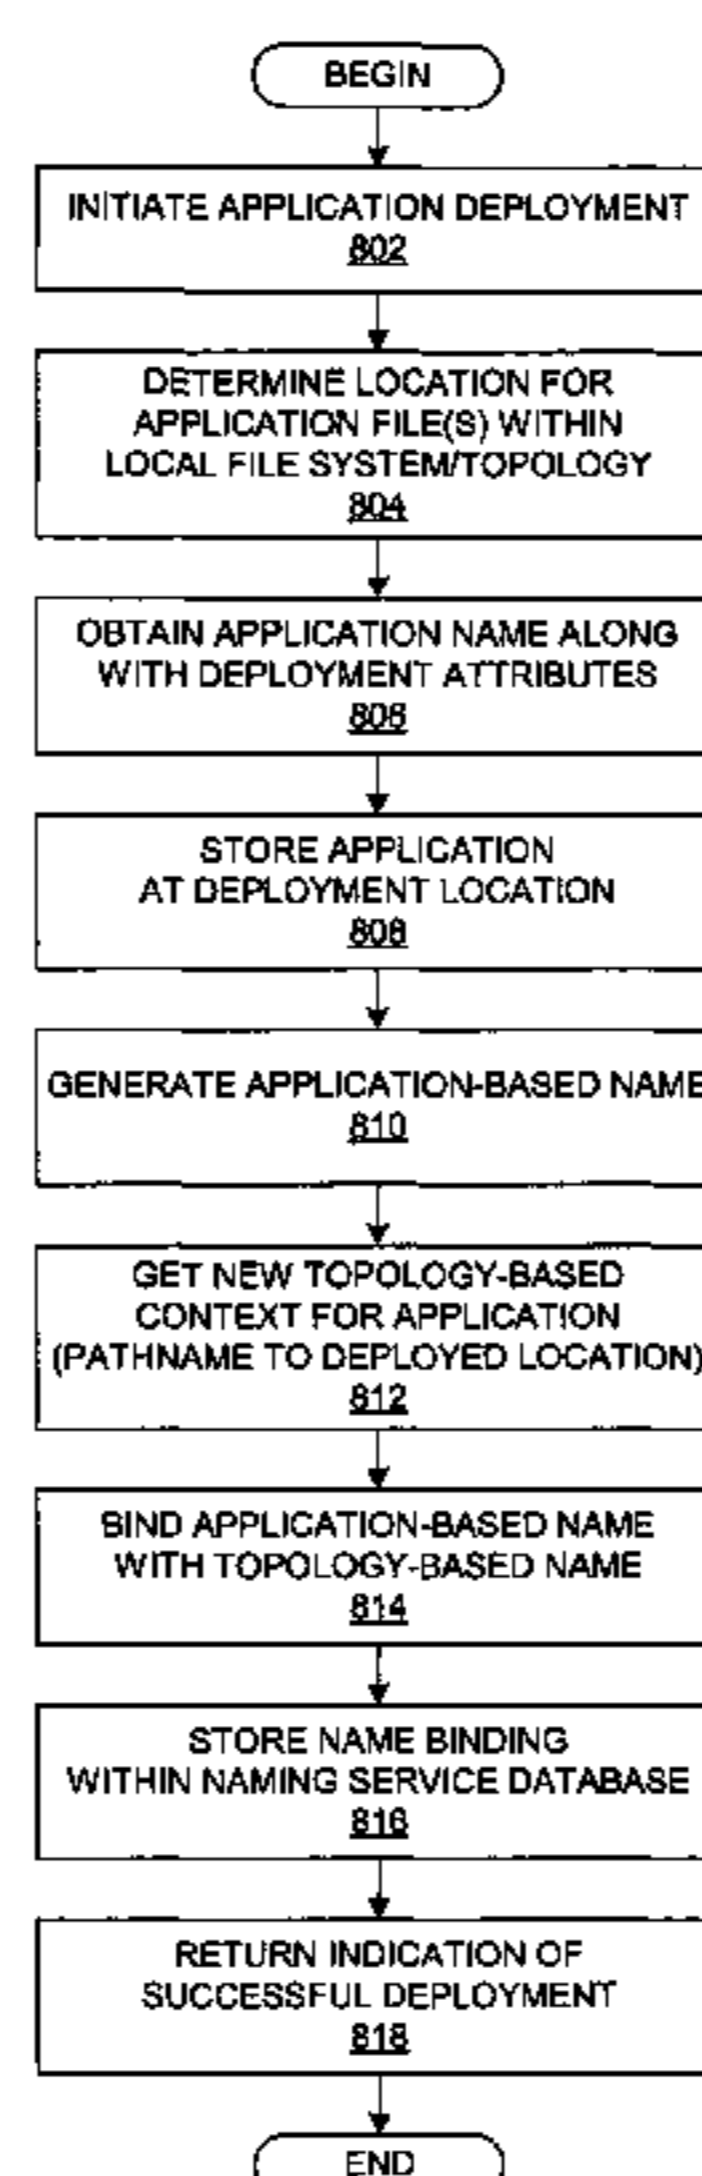 BEGIN
INITIATE APPLICATION DEPLOYMENT
802
DETERMINE LOCATION FOR
APPLICATION FILE(S) WITHIN
LOCAL FILE SYSTEM/TOPOLOGY
804
OBTAIN APPLICATION NAME ALONG
WITH DEPLOYMENT ATTRIBUTES
806
STORE APPLICATION
AT DEPLOYMENT LOCATION
808
GENERATE APPLICATION-BASED NAME
810
GET NEW TOPOLOGY-BASED
CONTEXT FOR APPLICATION
(PATHNAME TO DEPLOYED LOCATION)
812
BIND APPLICATION-BASED NAME
WITH TOPOLOGY-BASED NAME
814
STORE NAME BINDING
WITHIN NAMING SERVICE DATABASE
816
RETURN INDICATION OF
SUCCESSFUL DEPLOYMENT
818
END